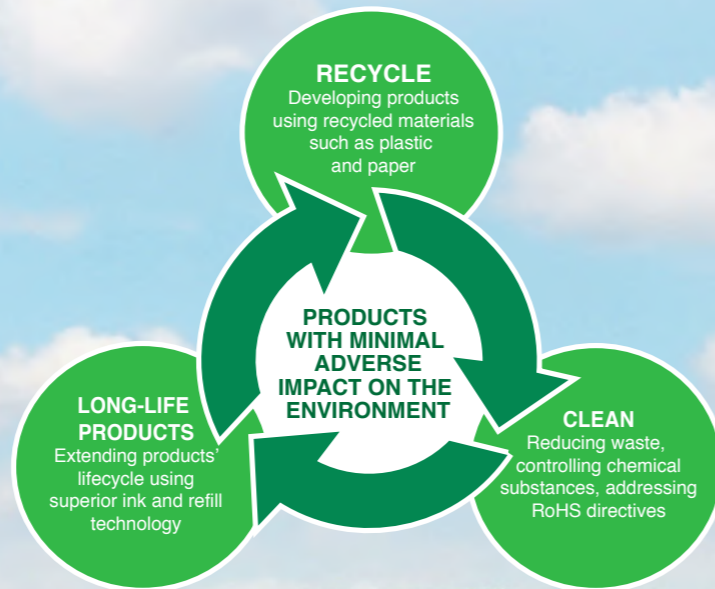 RECYCLE
Developing products
using recycled materials
such as plastic
and paper
PRODUCTS
WITH MINIMAL
ADVERSE
IMPACT ON THE
ENVIRONMENT
LONG-LIFE
PRODUCTS
Extending products’
lifecycle using
superior ink and refill
technology
CLEAN
Reducing waste,
controlling chemical
substances, addressing
RoHS directives